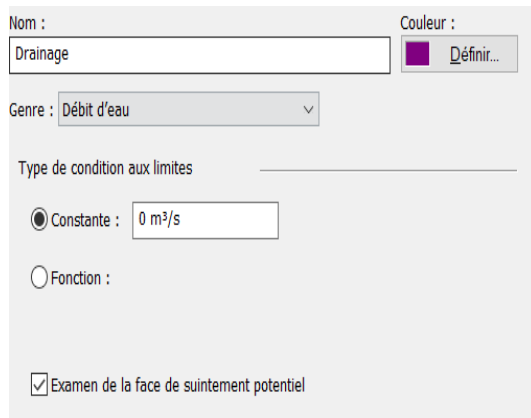 Nom :
Couleur :
Drainage
Définir...
Genre : Débit d'eau
Type de condition aux limites
Constante : 0 m³/s
Fonction :
Examen de la face de suintement potentiel